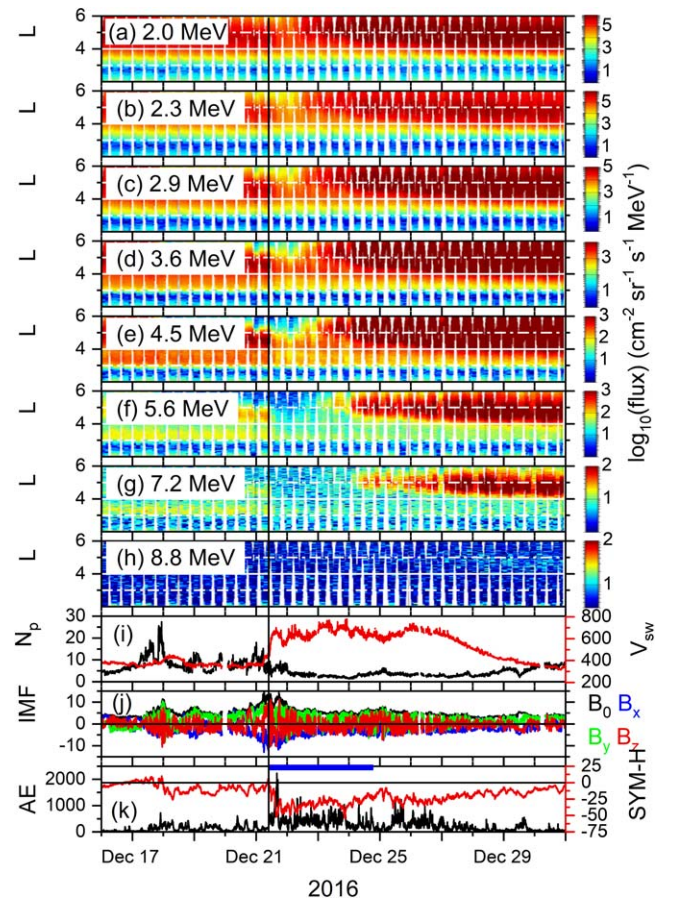 6
L
4
(a) 2.0 MeV
5
3
1
6
L
4
(b) 2.3 MeV
5
3
1
6
L
4
(c) 2.9 MeV
5
3
1
6
L
4
(d) 3.6 MeV
3
1
6
L
4
(e) 4.5 MeV
3
2
1
6
L
4
(f) 5.6 MeV
3
2
1
6
L
4
(g) 7.2 MeV
2
1
6
L
4
(h) 8.8 MeV
2
1
log10(flux) (cm⁻² sr⁻¹ s⁻¹ MeV⁻¹)
Np
30
20
10
0
(i)
800
600
400
200
Vsw
IMF
10
0
-10
(j)
B0 Bx
By Bz
AE
2000
1000
0
(k)
25
0
-25
-50
-75
SYM-H
Dec 17 Dec 21 Dec 25 Dec 29
2016